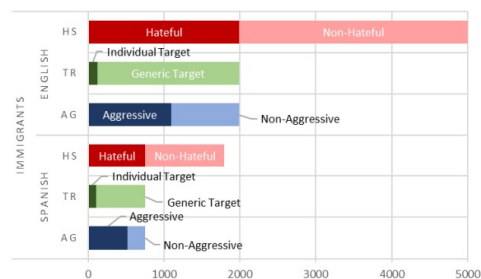 IMMIGRANTS
ENGLISH
HS
Hateful
Non-Hateful
Individual Target
TR
Generic Target
AG
Aggressive
Non-Aggressive
SPANISH
HS
Hateful
Non-Hateful
Individual Target
TR
Generic Target
Aggressive
AG
Non-Aggressive
0 1000 2000 3000 4000 5000